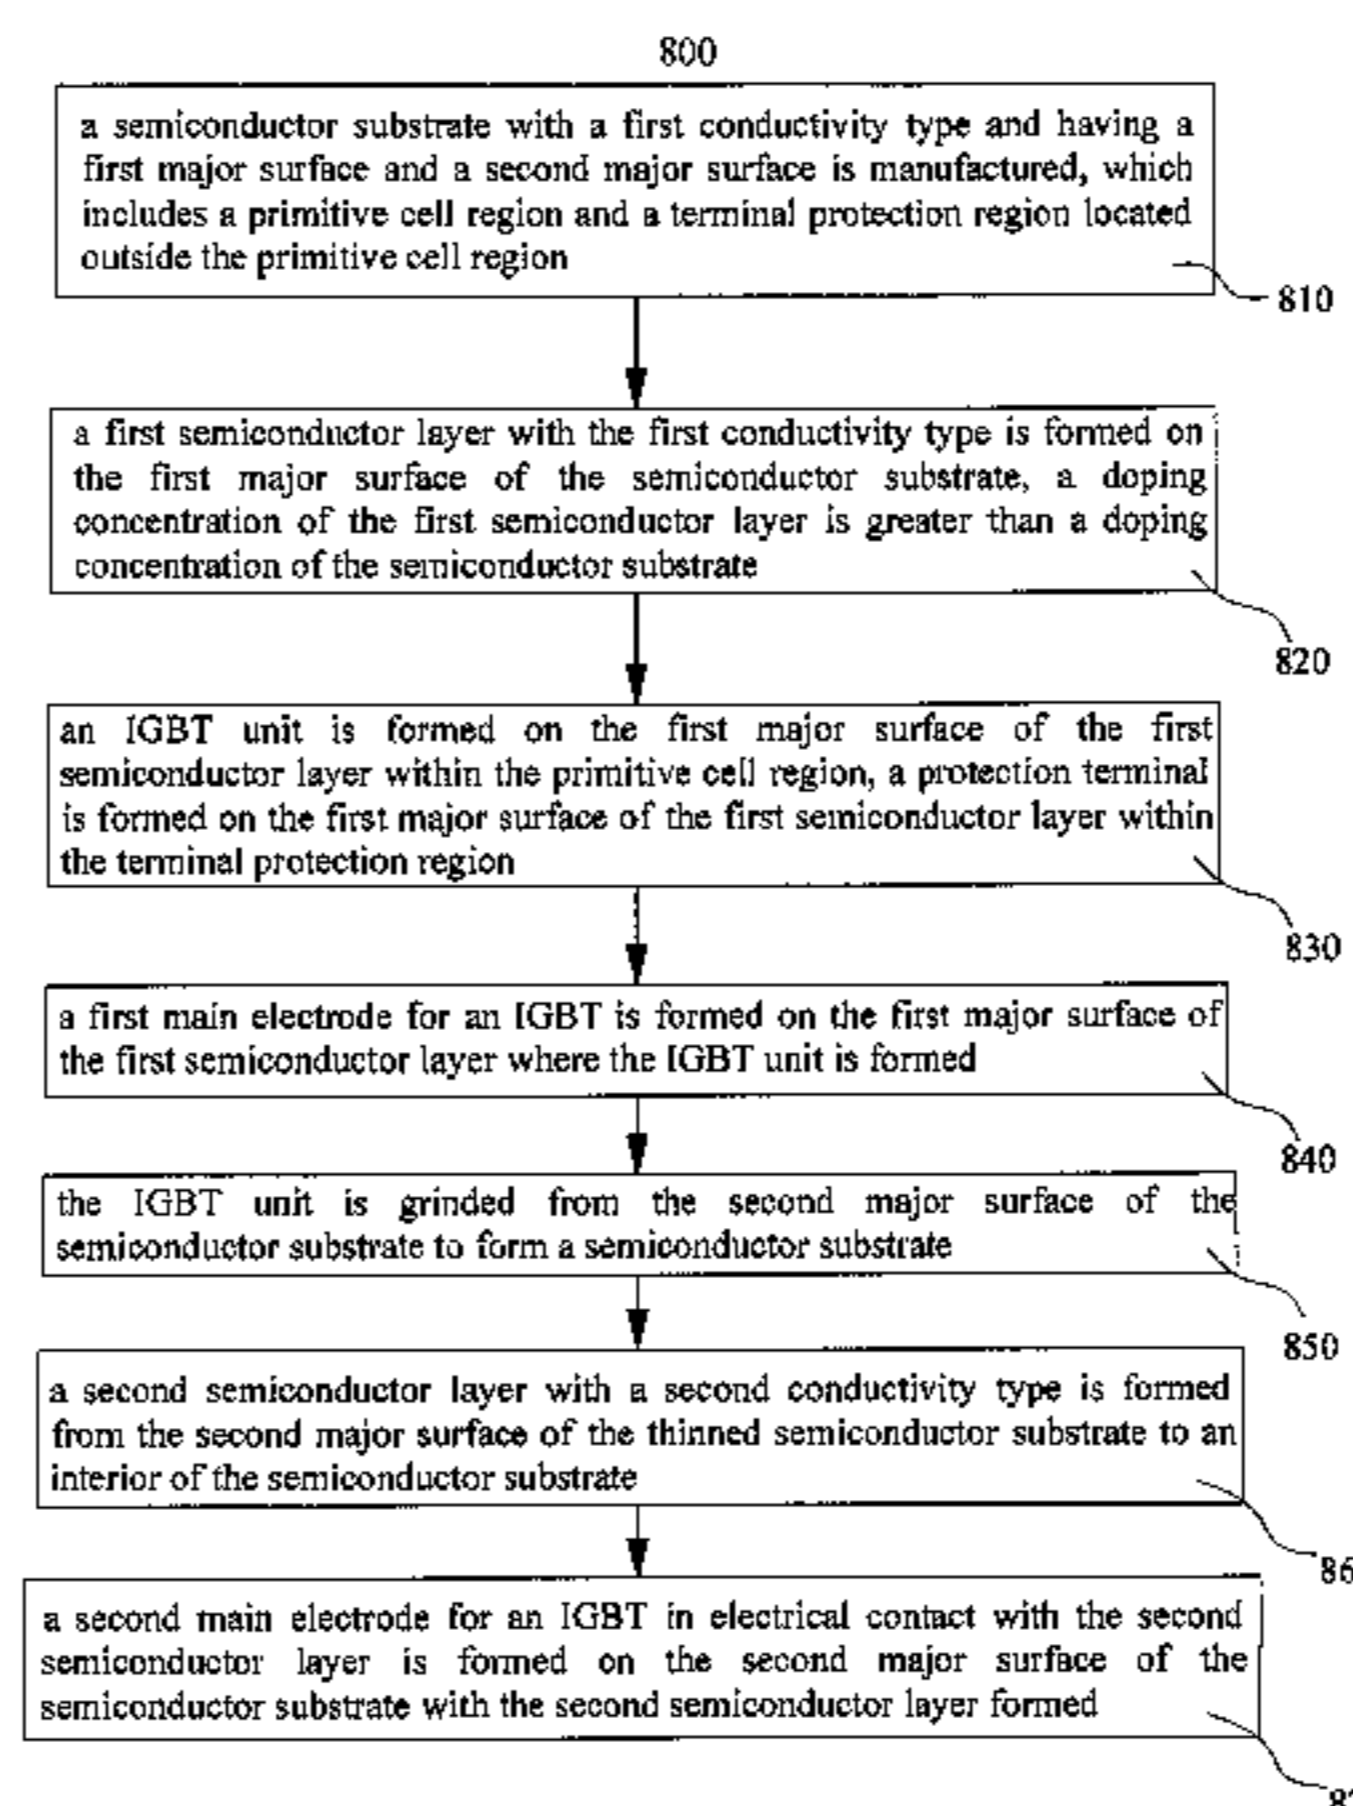 800
a semiconductor substrate with a first conductivity type and having a
first major surface and a second major surface is manufactured, which
includes a primitive cell region and a terminal protection region located
outside the primitive cell region
810
a first semiconductor layer with the first conductivity type is formed on
the first major surface of the semiconductor substrate, a doping
concentration of the first semiconductor layer is greater than a doping
concentration of the semiconductor substrate
820
an IGBT unit is formed on the first major surface of the first
semiconductor layer within the primitive cell region, a protection terminal
is formed on the first major surface of the first semiconductor layer within
the terminal protection region
830
a first main electrode for an IGBT is formed on the first major surface of
the first semiconductor layer where the IGBT unit is formed
840
the IGBT unit is grinded from the second major surface of the
semiconductor substrate to form a semiconductor substrate
850
a second semiconductor layer with a second conductivity type is formed
from the second major surface of the thinned semiconductor substrate to an
interior of the semiconductor substrate
86
a second main electrode for an IGBT in electrical contact with the second
semiconductor layer is formed on the second major surface of the
semiconductor substrate with the second semiconductor layer formed